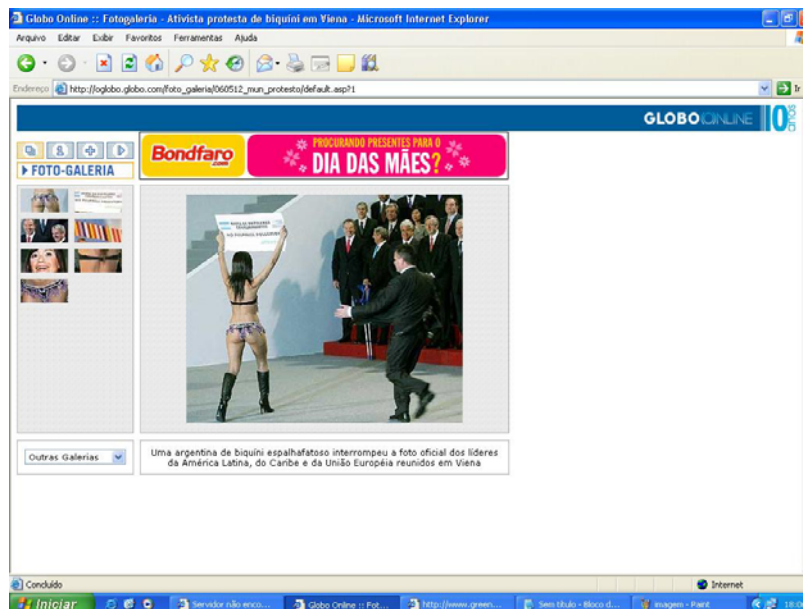 Globo Online :: Fotogaleria - Ativista protesta de biquíni em Viena - Microsoft Internet Explorer
Arquivo Editar Exibir Favoritos Ferramentas Ajuda
Endereço http://oglobo.globo.com/foto_galeria/060512_mun_protesto/default.asp?1 Ir
GLOBO ONLINE 10 anos
Bondfaro.com
PROCURANDO PRESENTES PARA O
DIA DAS MÃES?
FOTO-GALERIA
Outras Galerias
Uma argentina de biquíni espalhafatoso interrompeu a foto oficial dos líderes
da América Latina, do Caribe e da União Européia reunidos em Viena
Concluído Internet
Iniciar Servidor não enco... Globo Online :: Fot... http://www.green... Sem título - Bloco d... imagem - Paint